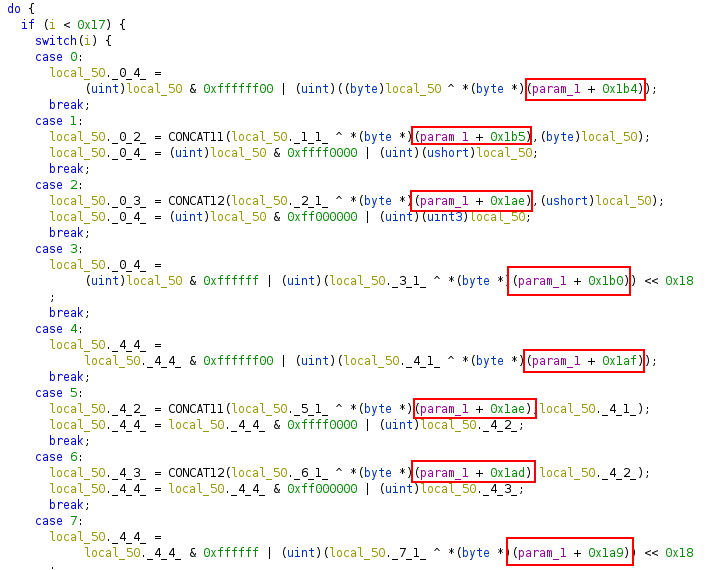 do {
if (i < 0x17) {
switch(i) {
case 0:
local_50._0_4_ =
(uint)local_50 & 0xffffff00 | (uint)((byte)local_50 ^ *(byte *)(param_1 + 0x1b4));
break;
case 1:
local_50._0_2_ = CONCAT11(local_50._1_1_ ^ *(byte *)(param_1 + 0x1b5),(byte)local_50);
local_50._0_4_ = (uint)local_50 & 0xffff0000 | (uint)(ushort)local_50;
break;
case 2:
local_50._0_3_ = CONCAT12(local_50._2_1_ ^ *(byte *)(param_1 + 0x1ae),(ushort)local_50);
local_50._0_4_ = (uint)local_50 & 0xff000000 | (uint)(uint3)local_50;
break;
case 3:
local_50._0_4_ =
(uint)local_50 & 0xffffff | (uint)(local_50._3_1_ ^ *(byte *)(param_1 + 0x1b0)) << 0x18
;
break;
case 4:
local_50._4_4_ =
local_50._4_4_ & 0xffffff00 | (uint)(local_50._4_1_ ^ *(byte *)(param_1 + 0x1af));
break;
case 5:
local_50._4_2_ = CONCAT11(local_50._5_1_ ^ *(byte *)(param_1 + 0x1ae),local_50._4_1_);
local_50._4_4_ = local_50._4_4_ & 0xffff0000 | (uint)local_50._4_2_;
break;
case 6:
local_50._4_3_ = CONCAT12(local_50._6_1_ ^ *(byte *)(param_1 + 0x1ad),local_50._4_2_);
local_50._4_4_ = local_50._4_4_ & 0xff000000 | (uint)local_50._4_3_;
break;
case 7:
local_50._4_4_ =
local_50._4_4_ & 0xffffff | (uint)(local_50._7_1_ ^ *(byte *)(param_1 + 0x1a9)) << 0x18